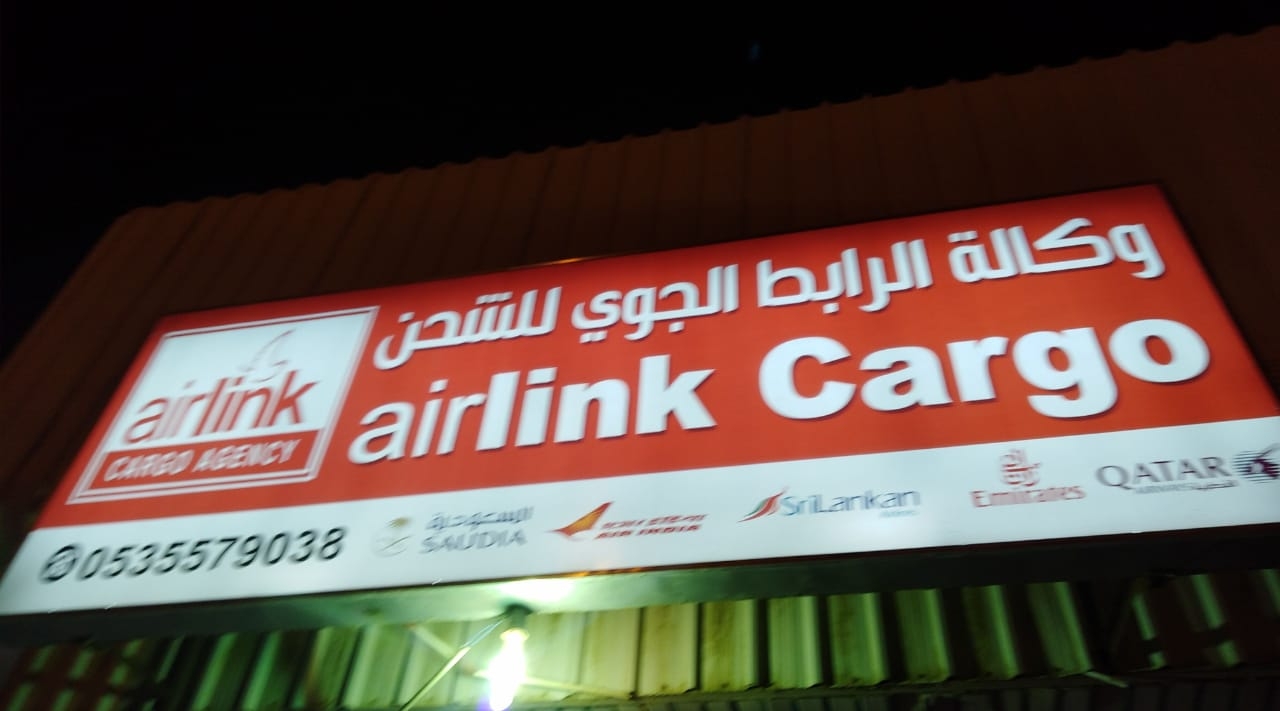 وكالة الرابط الجوي للشحن
airlink Cargo
airlink
CARGO AGENCY
0535579038
السعودية
SAUDIA
AIR INDIA
SriLankan
Emirates
QATAR